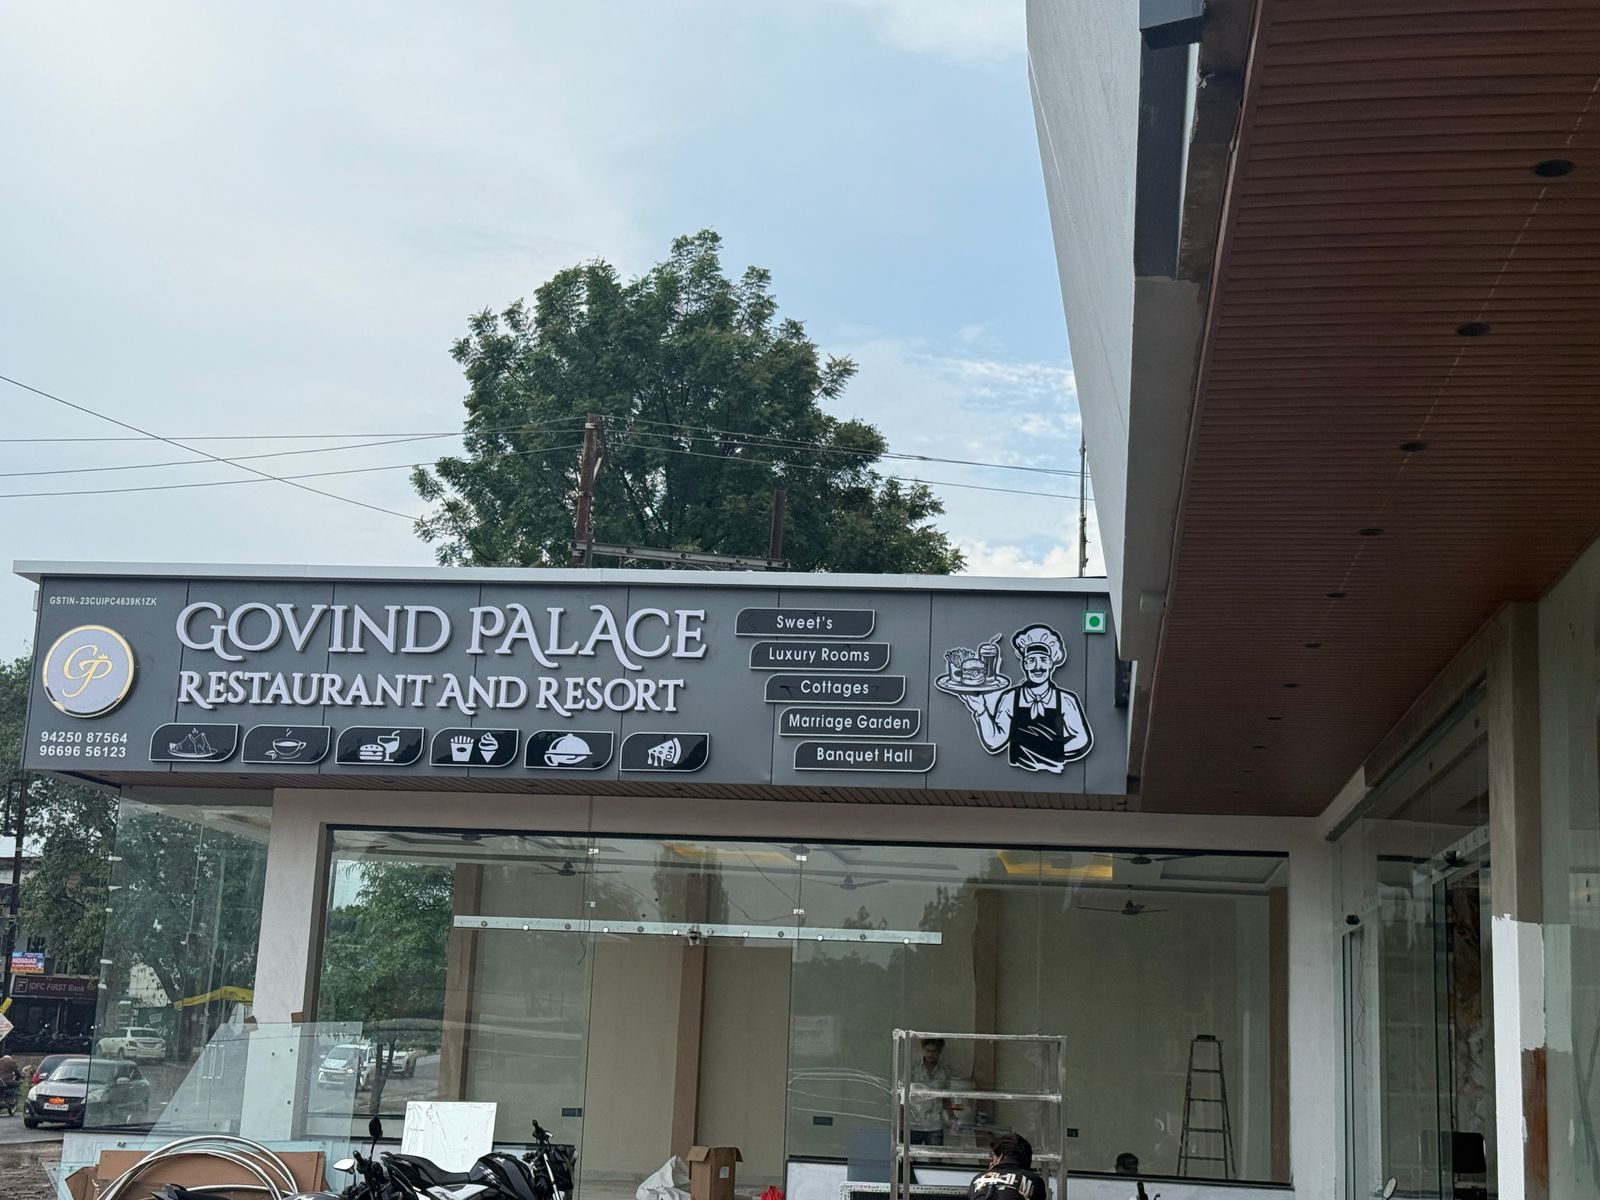 GSTIN - 23CUIPC4639K1ZK
GP
GOVIND PALACE
RESTAURANT AND RESORT
94250 87564
96696 56123
Sweet's
Luxury Rooms
Cottages
Marriage Garden
Banquet Hall
IDFC FIRST Bank